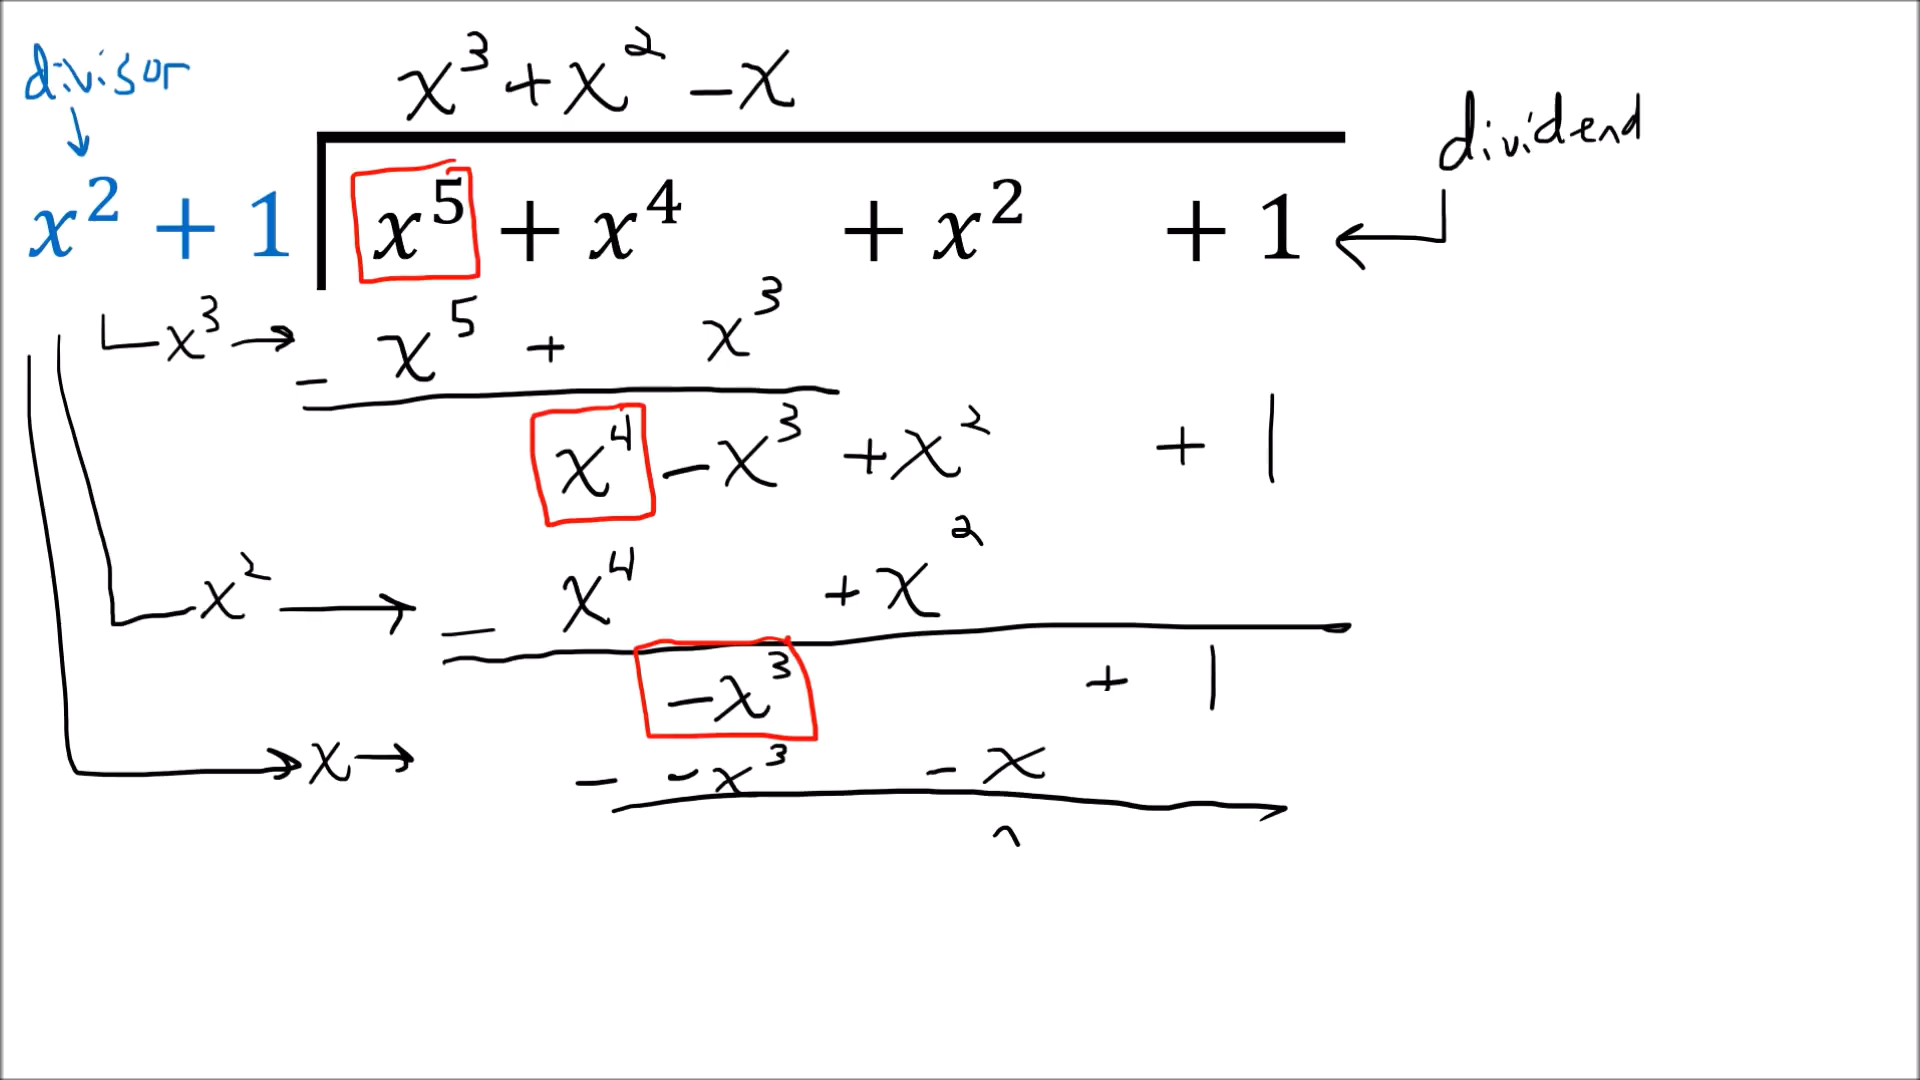 divisor
x³ + x² − x
dividend
x² + 1 x⁵ + x⁴ + x² + 1
x³ → x⁵ + x³
−
x⁴ − x³ + x² + 1
x² → − x⁴ + x²
− x³ + 1
x → − − x³ − x